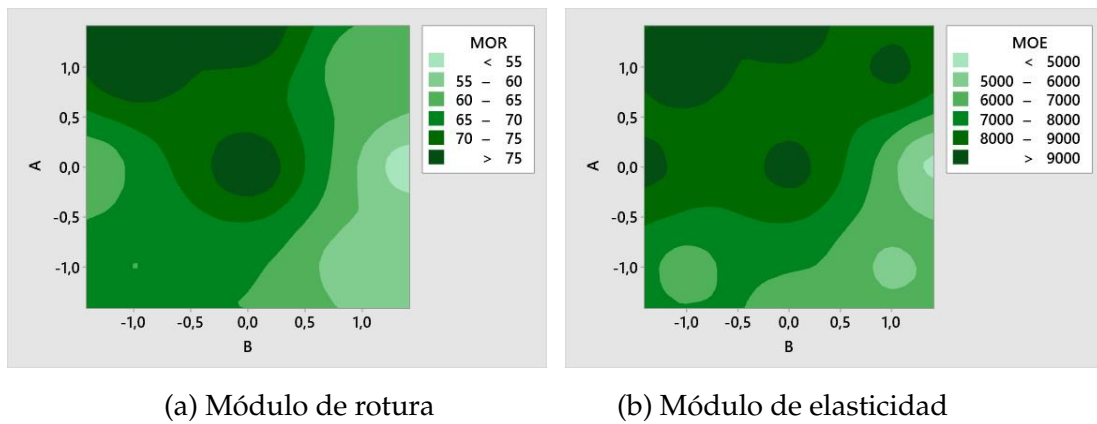 MOR
< 55
55 – 60
60 – 65
65 – 70
70 – 75
> 75
1,0
0,5
0,0
-0,5
-1,0
A
-1,0 -0,5 0,0 0,5 1,0
B
MOE
< 5000
5000 – 6000
6000 – 7000
7000 – 8000
8000 – 9000
> 9000
1,0
0,5
0,0
-0,5
-1,0
A
-1,0 -0,5 0,0 0,5 1,0
B
(a) Módulo de rotura
(b) Módulo de elasticidad